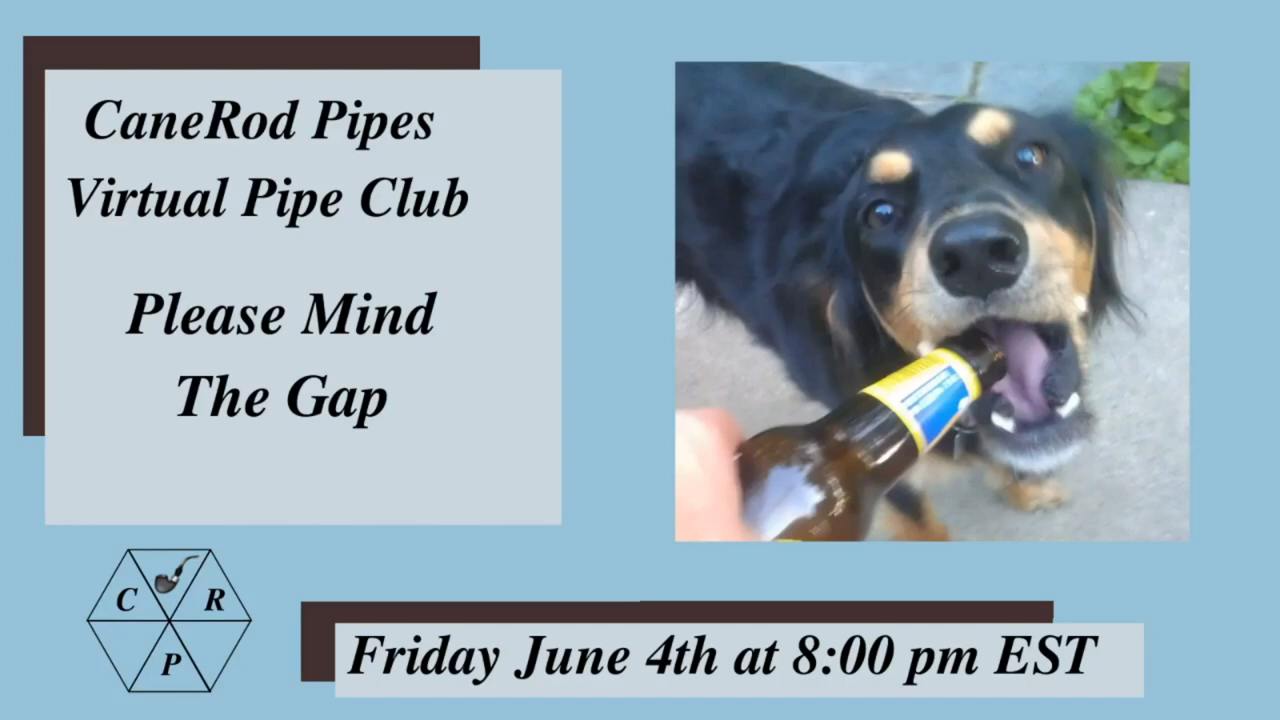 CaneRod Pipes
Virtual Pipe Club
Please Mind
The Gap
C
R
P
Friday June 4th at 8:00 pm EST